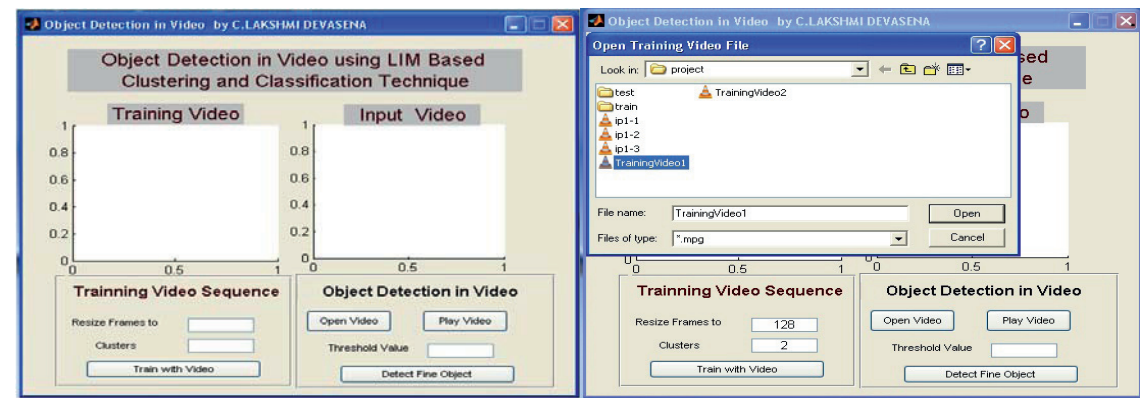 Object Detection in Video by C.LAKSHMI DEVASENA
Object Detection in Video using LIM Based
Clustering and Classification Technique
Training Video
Input Video
1
0.8
0.6
0.4
0.2
0
0
0.5
1
1
0.8
0.6
0.4
0.2
0
0
0.5
1
Trainning Video Sequence
Resize Frames to
Clusters
Train with Video
Object Detection in Video
Open Video
Play Video
Threshold Value
Detect Fine Object
Object Detection in Video by C.LAKSHMI DEVASENA
sed
e
o
Open Training Video File
Look in:
project
test
train
ip1-1
ip1-2
ip1-3
TrainingVideo1
TrainingVideo2
File name:
TrainingVideo1
Open
Files of type:
*.mpg
Cancel
0
0
0.5
1
0
0
0.5
1
Trainning Video Sequence
Resize Frames to
128
Clusters
2
Train with Video
Object Detection in Video
Open Video
Play Video
Threshold Value
Detect Fine Object